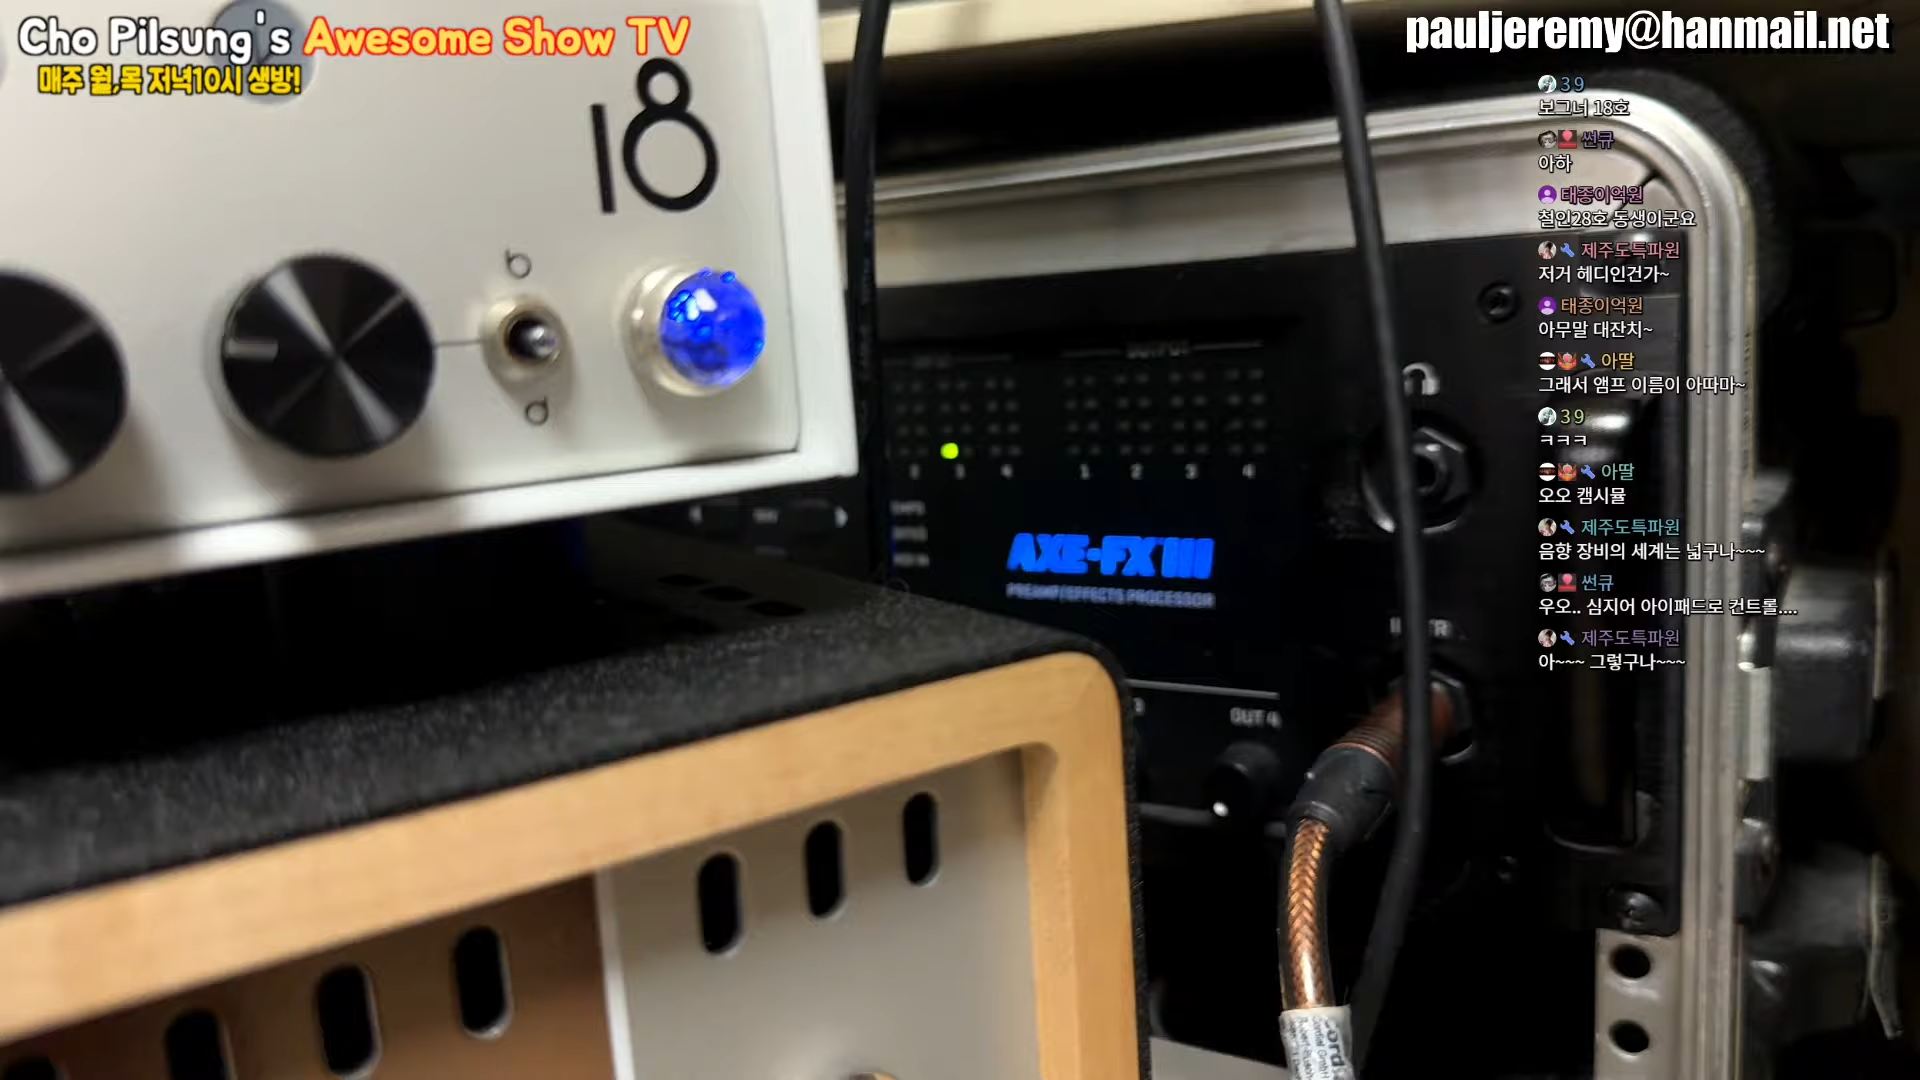 Cho Pilsung's Awesome Show TV
매주 월,목 저녁10시 생방!
pauljeremy@hanmail.net
39
보그너 18호
썬큐
아하
태종이억원
철인28호 동생이군요
제주도특파원
저거 헤디인건가~
태종이억원
아무말 대잔치~
아딸
그래서 앰프 이름이 아따마~
39
ㅋㅋㅋ
아딸
오오 캠시뮬
제주도특파원
음향 장비의 세계는 넓구나~~~
썬큐
우오.. 심지어 아이패드로 컨트롤....
제주도특파원
아~~~ 그렇구나~~~
18
b
d
OUTPUT
2 3 4 1 2 3 4
AXE-FX III
PREAMP/EFFECTS PROCESSOR
3 OUT 4